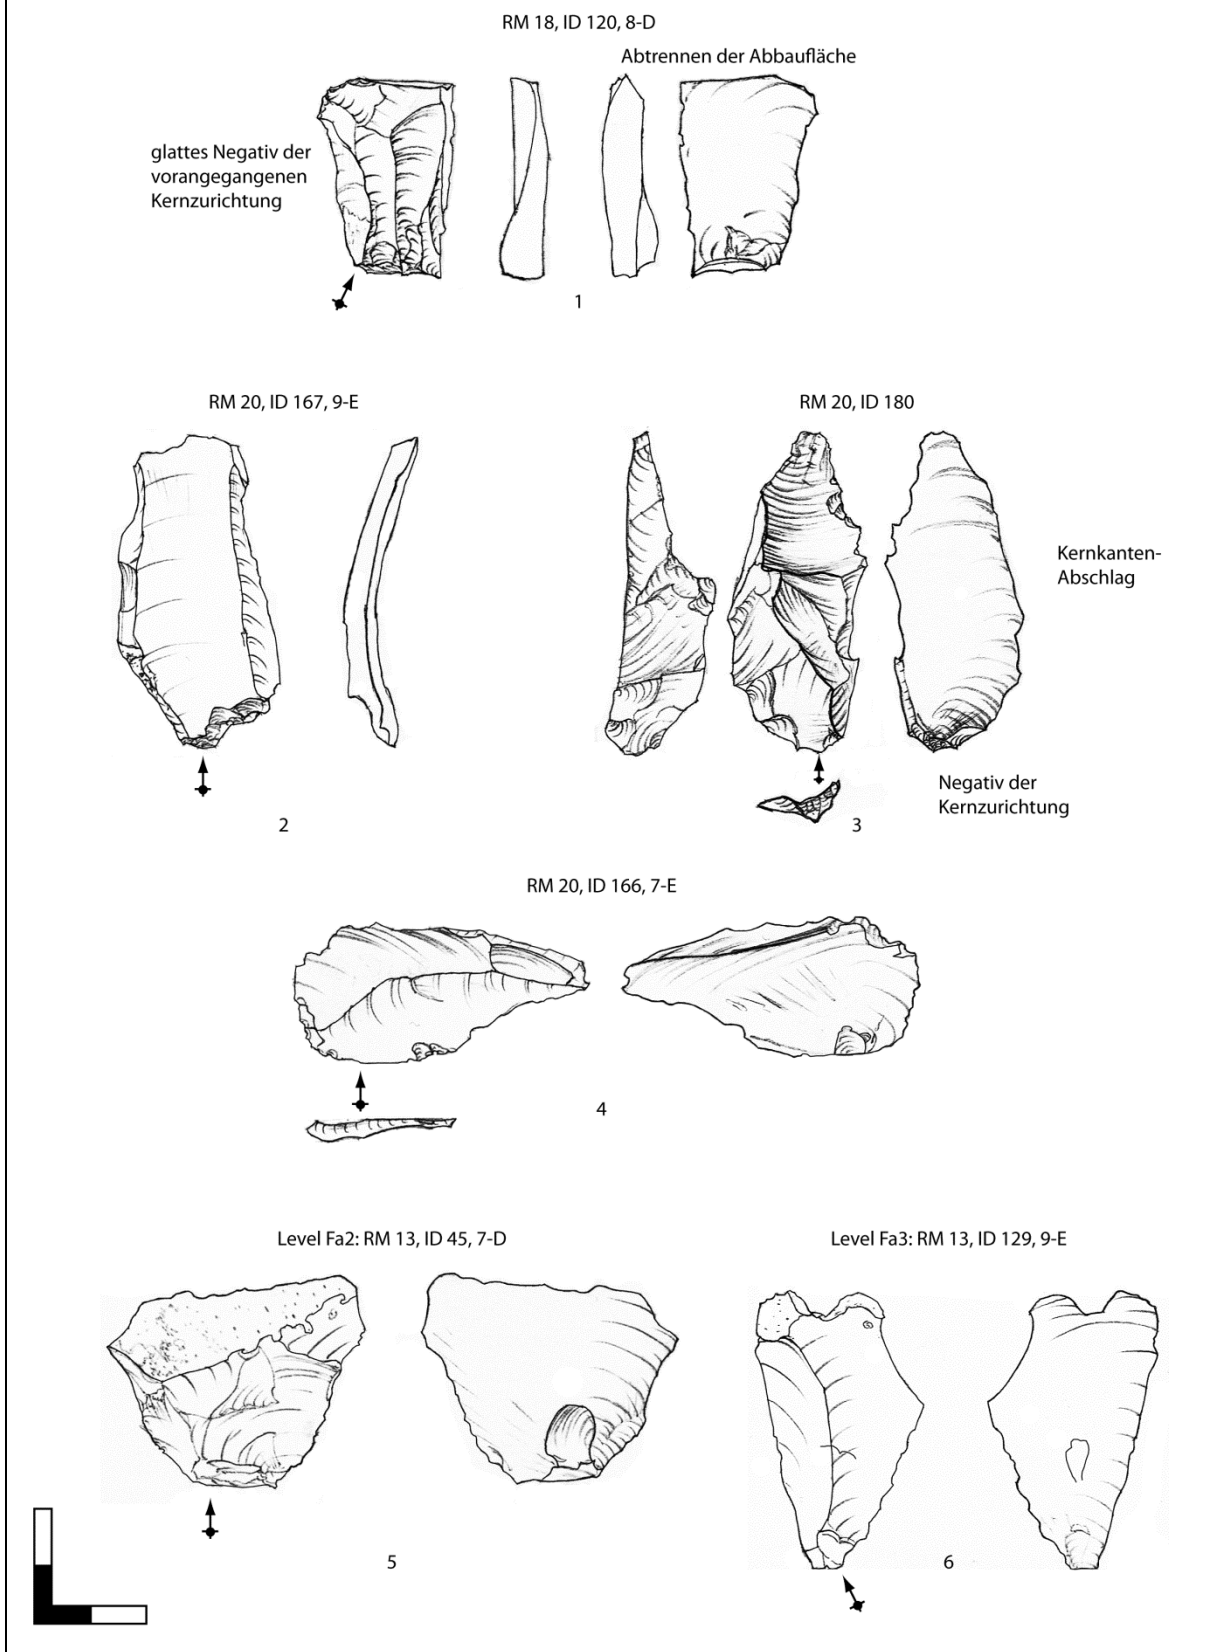 RM 18, ID 120, 8-D
Abtrennen der Abbaufläche
glattes Negativ der
vorangegangenen
Kernzurichtung
1
RM 20, ID 167, 9-E
RM 20, ID 180
Kernkanten-
Abschlag
Negativ der
Kernzurichtung
2
3
RM 20, ID 166, 7-E
4
Level Fa2: RM 13, ID 45, 7-D
Level Fa3: RM 13, ID 129, 9-E
5
6